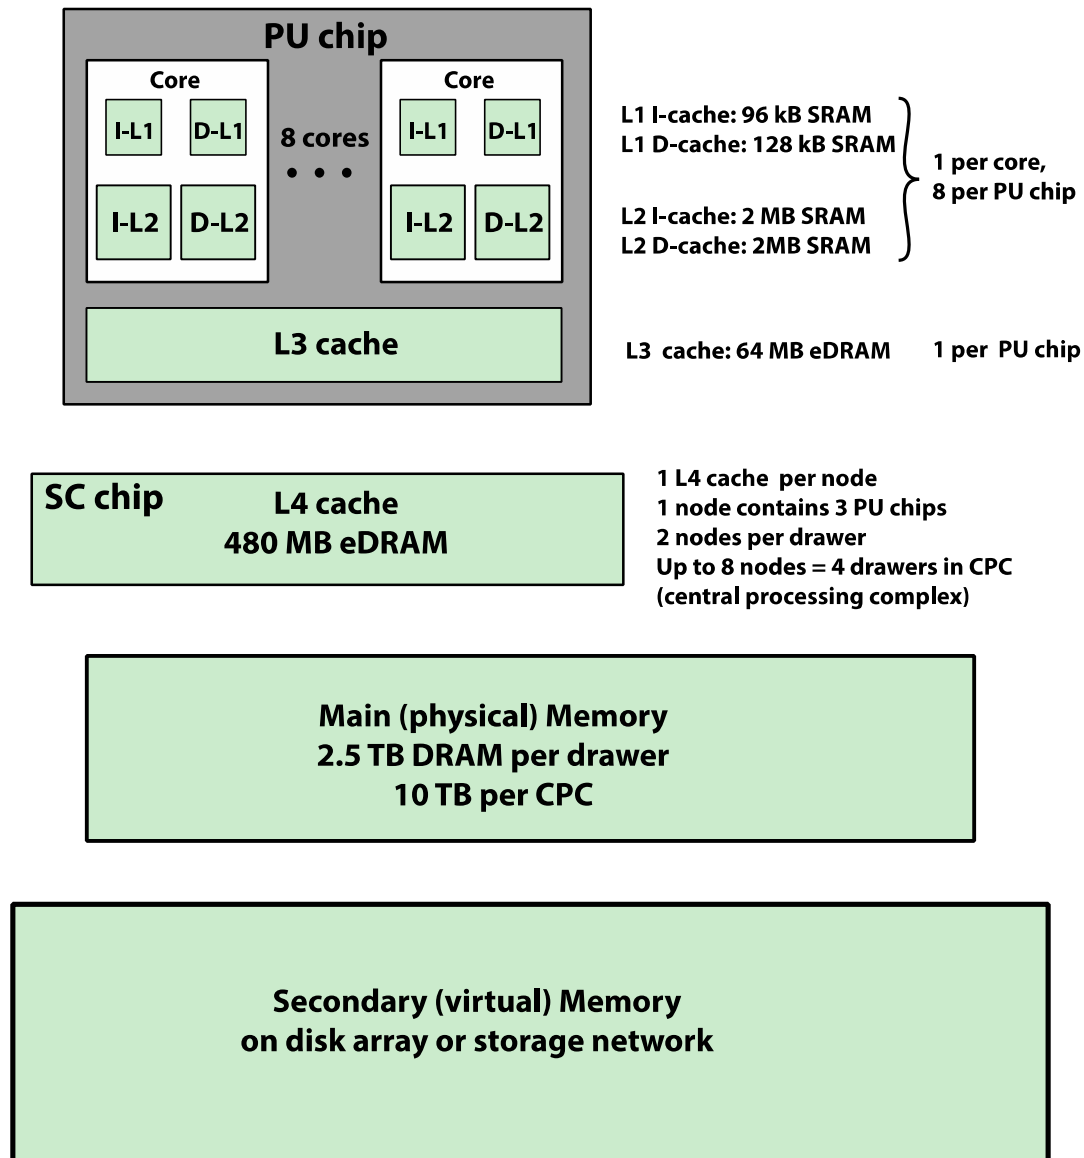 PU chip
Core
I-L1
D-L1
I-L2
D-L2
8 cores
• • •
Core
I-L1
D-L1
I-L2
D-L2
L3 cache
L1 I-cache: 96 kB SRAM
L1 D-cache: 128 kB SRAM
L2 I-cache: 2 MB SRAM
L2 D-cache: 2MB SRAM
1 per core,
8 per PU chip
L3 cache: 64 MB eDRAM
1 per PU chip
SC chip
L4 cache
480 MB eDRAM
1 L4 cache per node
1 node contains 3 PU chips
2 nodes per drawer
Up to 8 nodes = 4 drawers in CPC
(central processing complex)
Main (physical) Memory
2.5 TB DRAM per drawer
10 TB per CPC
Secondary (virtual) Memory
on disk array or storage network